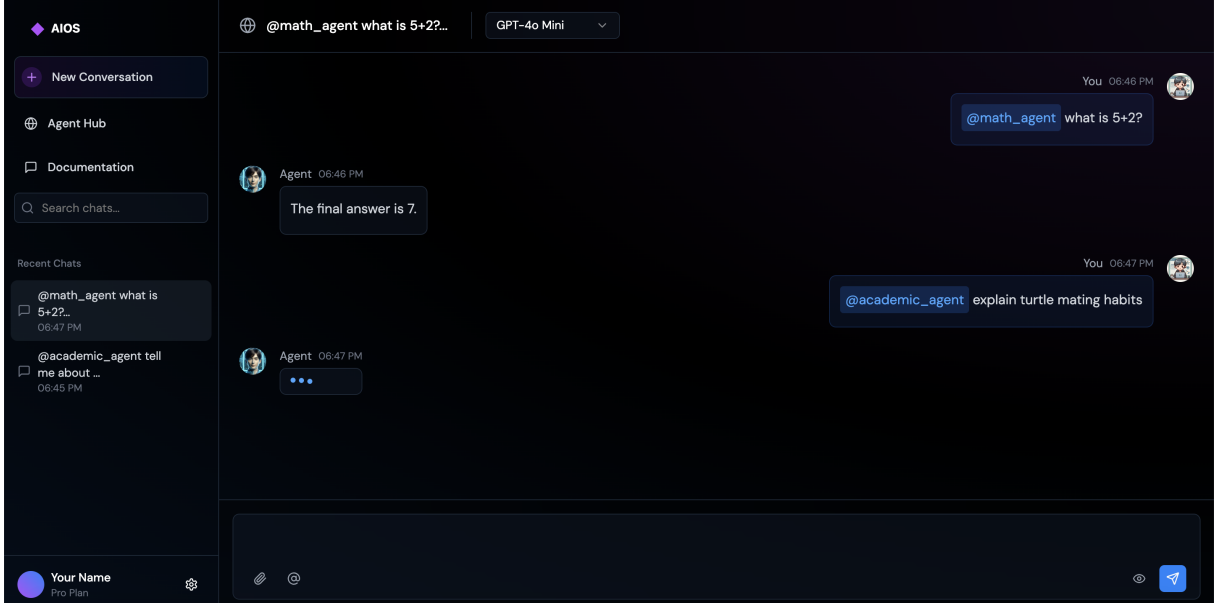 AIOS
New Conversation
Agent Hub
Documentation
Search chats...
Recent Chats
@math_agent what is
5+2?...
06:47 PM
@academic_agent tell
me about ...
06:45 PM
Your Name
Pro Plan
@math_agent what is 5+2?...
GPT-4o Mini
You 06:46 PM
@math_agent what is 5+2?
Agent 06:46 PM
The final answer is 7.
You 06:47 PM
@academic_agent explain turtle mating habits
Agent 06:47 PM